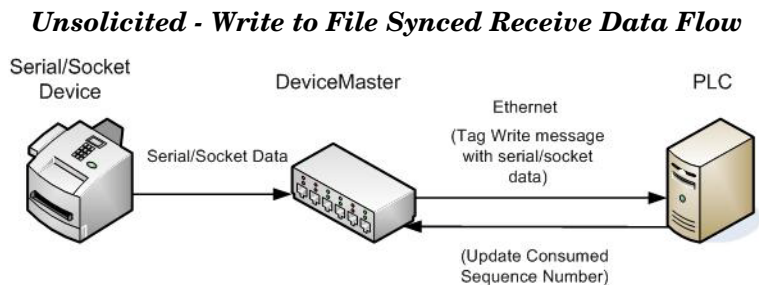 Unsolicited - Write to File Synced Receive Data Flow
Serial/Socket
Device
DeviceMaster
PLC
Ethernet
(Tag Write message
with serial/socket
data)
Serial/Socket Data
(Update Consumed
Sequence Number)